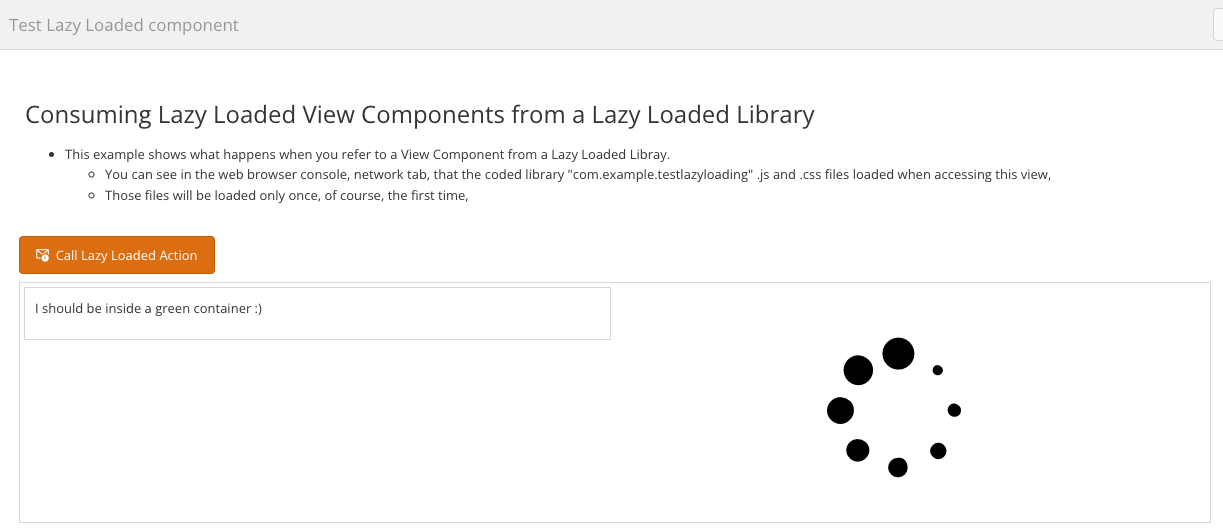 Test Lazy Loaded component
Consuming Lazy Loaded View Components from a Lazy Loaded Library
This example shows what happens when you refer to a View Component from a Lazy Loaded Libray.
You can see in the web browser console, network tab, that the coded library "com.example.testlazyloading" .js and .css files loaded when accessing this view,
Those files will be loaded only once, of course, the first time,
Call Lazy Loaded Action
I should be inside a green container :)